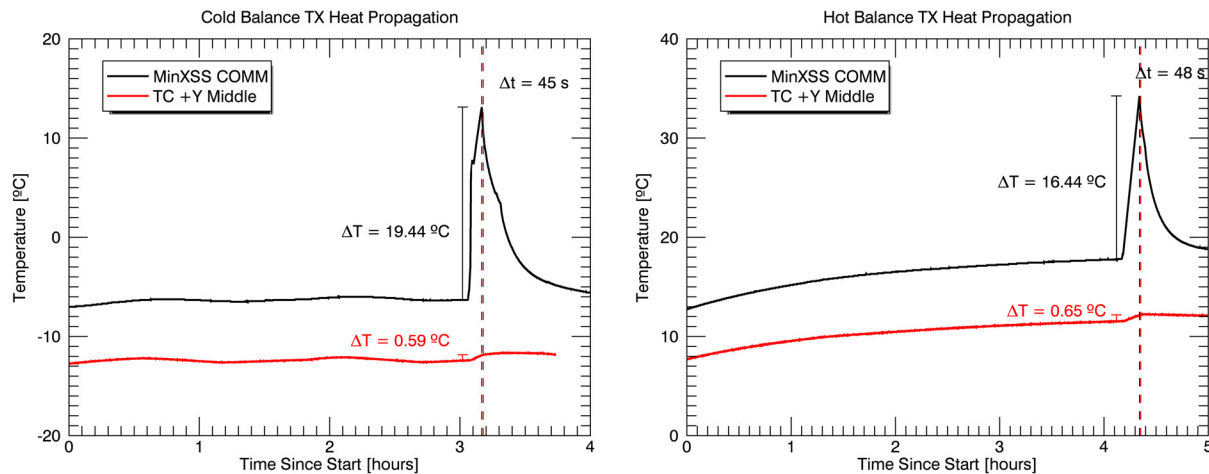 Cold Balance TX Heat Propagation
20
10
0
-10
-20
Temperature [ºC]
MinXSS COMM
TC +Y Middle
Δt = 45 s
ΔT = 19.44 ºC
ΔT = 0.59 ºC
0 1 2 3 4
Time Since Start [hours]
Hot Balance TX Heat Propagation
40
30
20
10
0
Temperature [ºC]
MinXSS COMM
TC +Y Middle
Δt = 48 s
ΔT = 16.44 ºC
ΔT = 0.65 ºC
0 1 2 3 4 5
Time Since Start [hours]